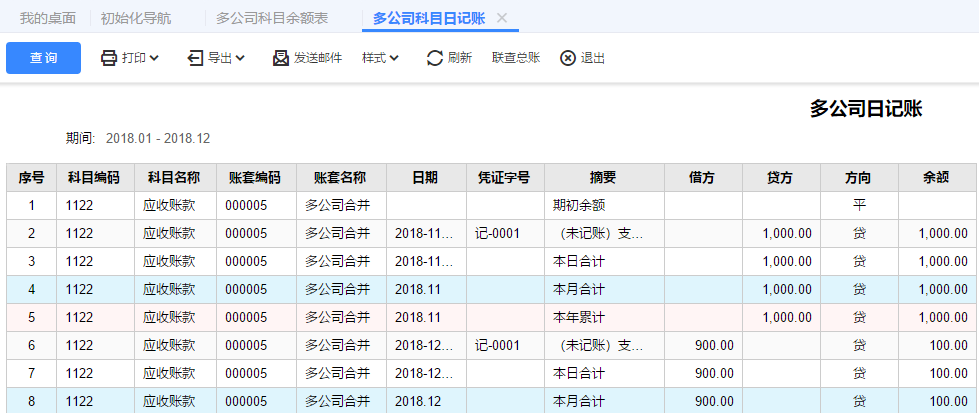 我的桌面 初始化导航 多公司科目余额表 多公司科目日记账
查询 打印 导出 发送邮件 样式 刷新 联查总账 退出
多公司日记账
期间: 2018.01 - 2018.12
序号 科目编码 科目名称 账套编码 账套名称 日期 凭证字号 摘要 借方 贷方 方向 余额
1 1122 应收账款 000005 多公司合并 期初余额 平
2 1122 应收账款 000005 多公司合并 2018-11... 记-0001 （未记账）支... 1,000.00 贷 1,000.00
3 1122 应收账款 000005 多公司合并 2018-11... 本日合计 1,000.00 贷 1,000.00
4 1122 应收账款 000005 多公司合并 2018.11 本月合计 1,000.00 贷 1,000.00
5 1122 应收账款 000005 多公司合并 2018.11 本年累计 1,000.00 贷 1,000.00
6 1122 应收账款 000005 多公司合并 2018-12... 记-0001 （未记账）支... 900.00 贷 100.00
7 1122 应收账款 000005 多公司合并 2018-12... 本日合计 900.00 贷 100.00
8 1122 应收账款 000005 多公司合并 2018.12 本月合计 900.00 贷 100.00